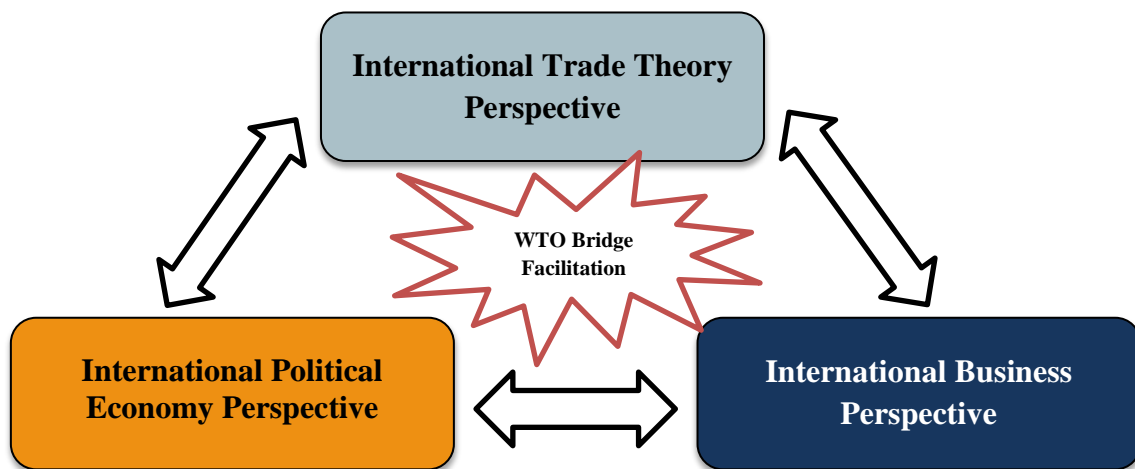 International Trade Theory
Perspective
WTO Bridge
Facilitation
International Political
Economy Perspective
International Business
Perspective